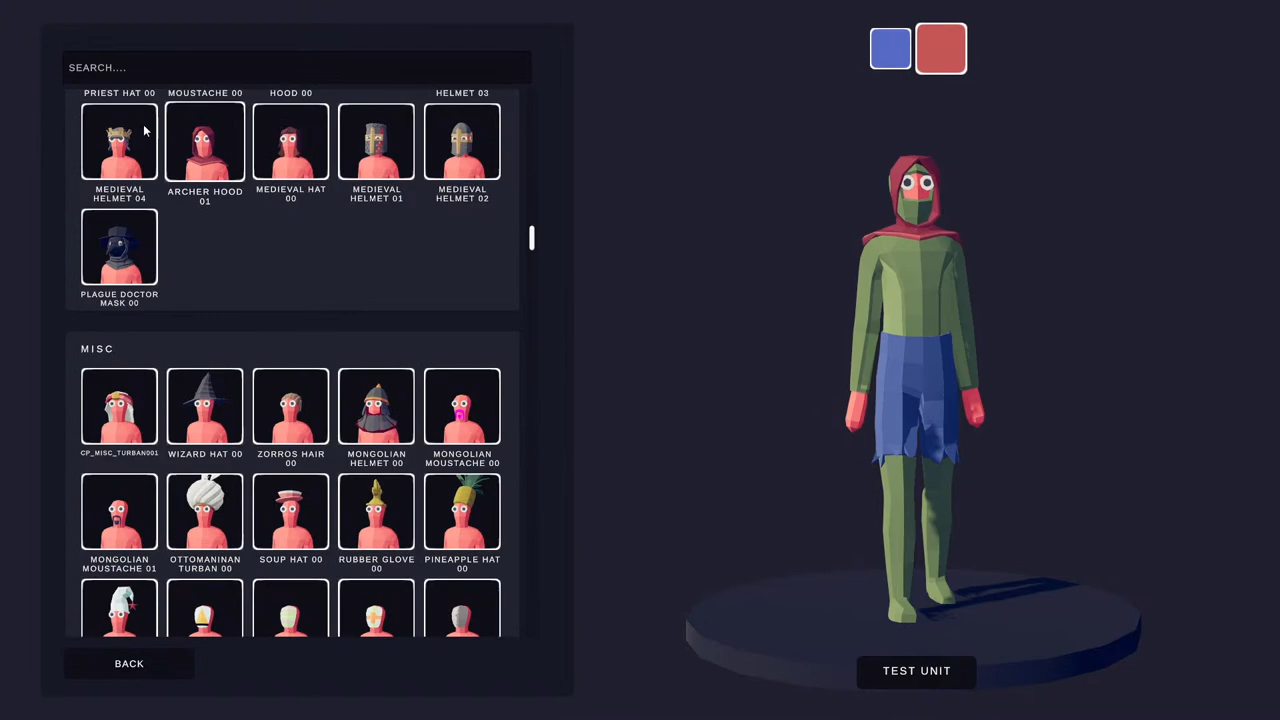 SEARCH....
PRIEST HAT 00
MOUSTACHE 00
HOOD 00
HELMET 03
MEDIEVAL
HELMET 04
ARCHER HOOD
01
MEDIEVAL HAT
00
MEDIEVAL
HELMET 01
MEDIEVAL
HELMET 02
PLAGUE DOCTOR
MASK 00
MISC
CP_MISC_TURBAN001
WIZARD HAT 00
ZORROS HAIR
00
MONGOLIAN
HELMET 00
MONGOLIAN
MOUSTACHE 00
MONGOLIAN
MOUSTACHE 01
OTTOMANINAN
TURBAN 00
SOUP HAT 00
RUBBER GLOVE
00
PINEAPPLE HAT
00
BACK
TEST UNIT